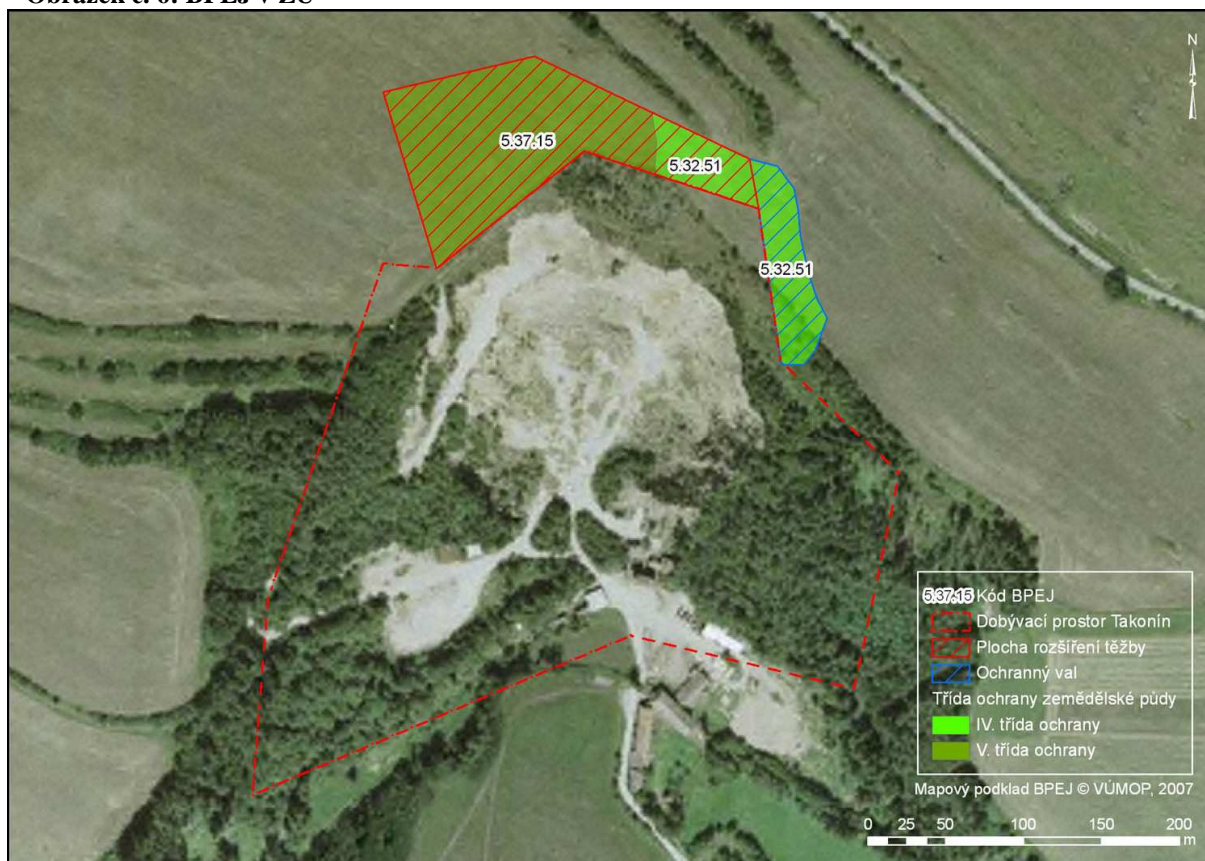 Obrázek č. 6: BPEJ v ZÚ
N
5.37.15
5.32.51
5.32.51
5.37.15 Kód BPEJ
Dobývací prostor Takonín
Plocha rozšíření těžby
Ochranný val
Třída ochrany zemědělské půdy
IV. třída ochrany
V. třída ochrany
Mapový podklad BPEJ © VÚMOP, 2007
0 25 50 100 150 200
m